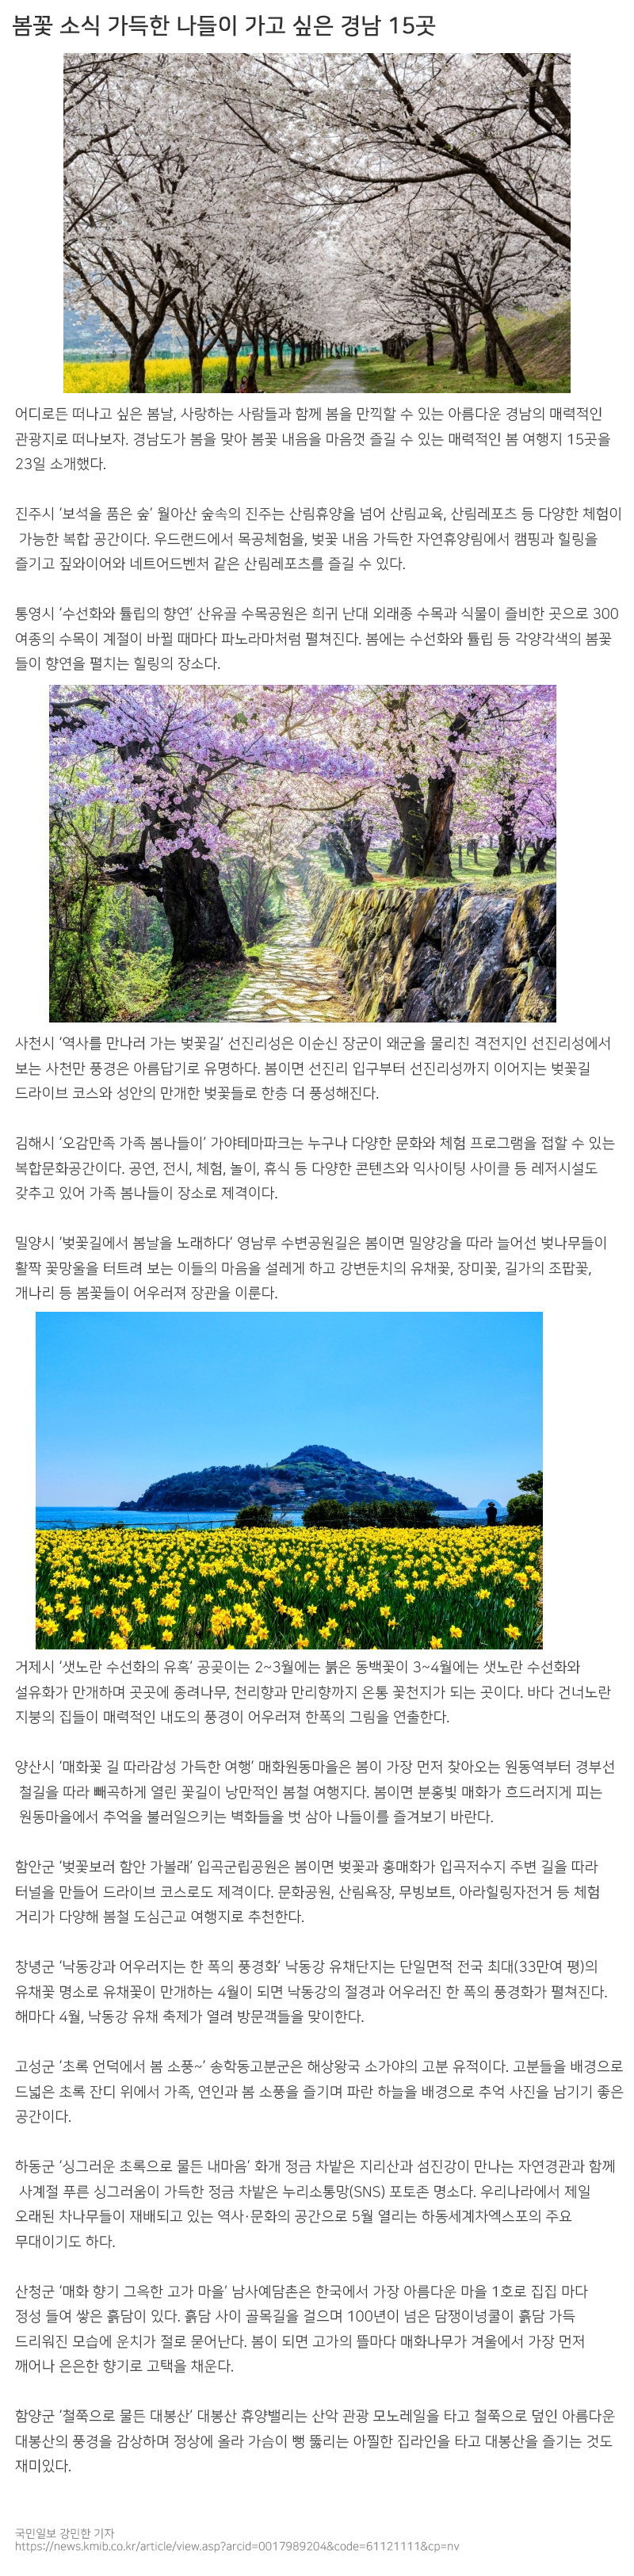 봄꽃 소식 가득한 나들이 가고 싶은 경남 15곳
어디로든 떠나고 싶은 봄날, 사랑하는 사람들과 함께 봄을 만끽할 수 있는 아름다운 경남의 매력적인
관광지로 떠나보자. 경남도가 봄을 맞아 봄꽃 내음을 마음껏 즐길 수 있는 매력적인 봄 여행지 15곳을
23일 소개했다.
진주시 ‘보석을 품은 숲’ 월아산 숲속의 진주는 산림휴양을 넘어 산림교육, 산림레포츠 등 다양한 체험이
가능한 복합 공간이다. 우드랜드에서 목공체험을, 벚꽃 내음 가득한 자연휴양림에서 캠핑과 힐링을
즐기고 짚와이어와 네트어드벤처 같은 산림레포츠를 즐길 수 있다.
통영시 ‘수선화와 튤립의 향연’ 산유골 수목공원은 희귀 난대 외래종 수목과 식물이 즐비한 곳으로 300
여종의 수목이 계절이 바뀔 때마다 파노라마처럼 펼쳐진다. 봄에는 수선화와 튤립 등 각양각색의 봄꽃
들이 향연을 펼치는 힐링의 장소다.
사천시 ‘역사를 만나러 가는 벚꽃길’ 선진리성은 이순신 장군이 왜군을 물리친 격전지인 선진리성에서
보는 사천만 풍경은 아름답기로 유명하다. 봄이면 선진리 입구부터 선진리성까지 이어지는 벚꽃길
드라이브 코스와 성안의 만개한 벚꽃들로 한층 더 풍성해진다.
김해시 ‘오감만족 가족 봄나들이’ 가야테마파크는 누구나 다양한 문화와 체험 프로그램을 접할 수 있는
복합문화공간이다. 공연, 전시, 체험, 놀이, 휴식 등 다양한 콘텐츠와 익사이팅 사이클 등 레저시설도
갖추고 있어 가족 봄나들이 장소로 제격이다.
밀양시 ‘벚꽃길에서 봄날을 노래하다’ 영남루 수변공원길은 봄이면 밀양강을 따라 늘어선 벚나무들이
활짝 꽃망울을 터트려 보는 이들의 마음을 설레게 하고 강변둔치의 유채꽃, 장미꽃, 길가의 조팝꽃,
개나리 등 봄꽃들이 어우러져 장관을 이룬다.
거제시 ‘샛노란 수선화의 유혹’ 공곶이는 2~3월에는 붉은 동백꽃이 3~4월에는 샛노란 수선화와
설유화가 만개하며 곳곳에 종려나무, 천리향과 만리향까지 온통 꽃천지가 되는 곳이다. 바다 건너노란
지붕의 집들이 매력적인 내도의 풍경이 어우러져 한폭의 그림을 연출한다.
양산시 ‘매화꽃 길 따라감성 가득한 여행’ 매화원동마을은 봄이 가장 먼저 찾아오는 원동역부터 경부선
철길을 따라 빼곡하게 열린 꽃길이 낭만적인 봄철 여행지다. 봄이면 분홍빛 매화가 흐드러지게 피는
원동마을에서 추억을 불러일으키는 벽화들을 벗 삼아 나들이를 즐겨보기 바란다.
함안군 ‘벚꽃보러 함안 가볼래’ 입곡군립공원은 봄이면 벚꽃과 홍매화가 입곡저수지 주변 길을 따라
터널을 만들어 드라이브 코스로도 제격이다. 문화공원, 산림욕장, 무빙보트, 아라힐링자전거 등 체험
거리가 다양해 봄철 도심근교 여행지로 추천한다.
창녕군 ‘낙동강과 어우러지는 한 폭의 풍경화’ 낙동강 유채단지는 단일면적 전국 최대(33만여 평)의
유채꽃 명소로 유채꽃이 만개하는 4월이 되면 낙동강의 절경과 어우러진 한 폭의 풍경화가 펼쳐진다.
해마다 4월, 낙동강 유채 축제가 열려 방문객들을 맞이한다.
고성군 ‘초록 언덕에서 봄 소풍~’ 송학동고분군은 해상왕국 소가야의 고분 유적이다. 고분들을 배경으로
드넓은 초록 잔디 위에서 가족, 연인과 봄 소풍을 즐기며 파란 하늘을 배경으로 추억 사진을 남기기 좋은
공간이다.
하동군 ‘싱그러운 초록으로 물든 내마음’ 화개 정금 차밭은 지리산과 섬진강이 만나는 자연경관과 함께
사계절 푸른 싱그러움이 가득한 정금 차밭은 누리소통망(SNS) 포토존 명소다. 우리나라에서 제일
오래된 차나무들이 재배되고 있는 역사·문화의 공간으로 5월 열리는 하동세계차엑스포의 주요
무대이기도 하다.
산청군 ‘매화 향기 그윽한 고가 마을’ 남사예담촌은 한국에서 가장 아름다운 마을 1호로 집집 마다
정성 들여 쌓은 흙담이 있다. 흙담 사이 골목길을 걸으며 100년이 넘은 담쟁이넝쿨이 흙담 가득
드리워진 모습에 운치가 절로 묻어난다. 봄이 되면 고가의 뜰마다 매화나무가 겨울에서 가장 먼저
깨어나 은은한 향기로 고택을 채운다.
함양군 ‘철쭉으로 물든 대봉산’ 대봉산 휴양밸리는 산악 관광 모노레일을 타고 철쭉으로 덮인 아름다운
대봉산의 풍경을 감상하며 정상에 올라 가슴이 뻥 뚫리는 아찔한 집라인을 타고 대봉산을 즐기는 것도
재미있다.
국민일보 강민한 기자
https://news.kmib.co.kr/article/view.asp?arcid=0017989204&code=61121111&cp=nv